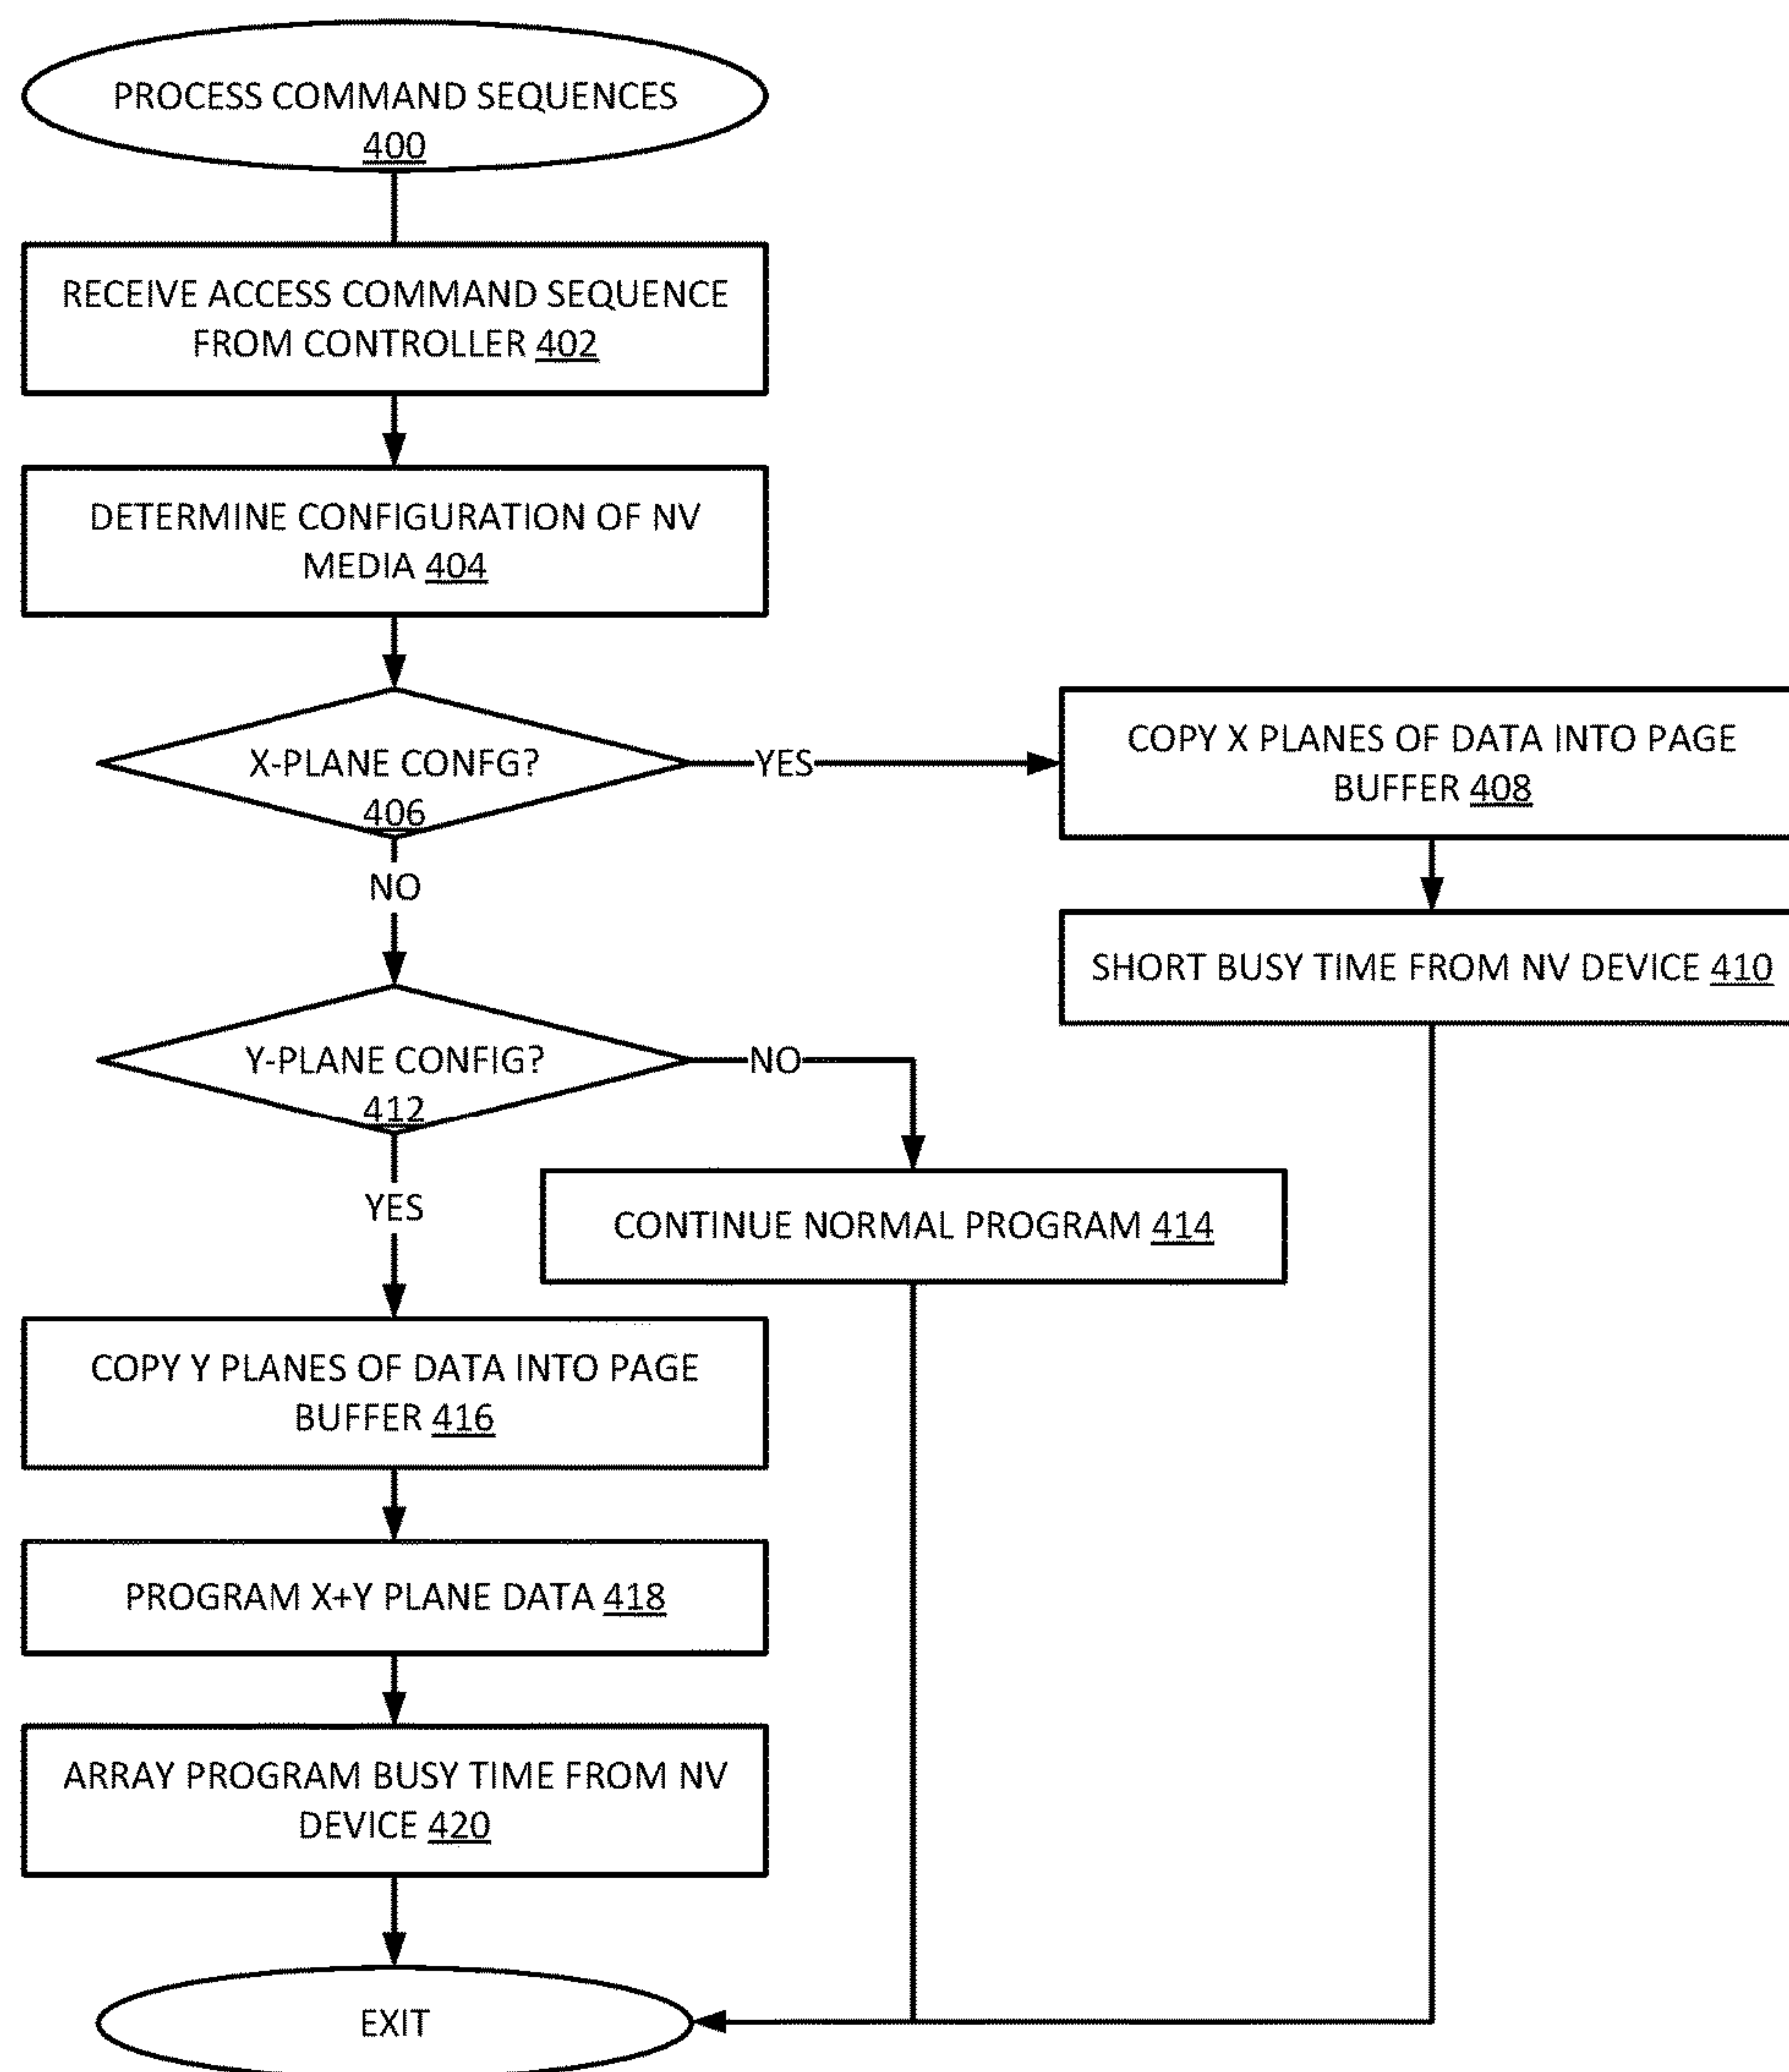 PROCESS COMMAND SEQUENCES
400
RECEIVE ACCESS COMMAND SEQUENCE
FROM CONTROLLER 402
DETERMINE CONFIGURATION OF NV
MEDIA 404
X-PLANE CONFG?
406
YES
COPY X PLANES OF DATA INTO PAGE
BUFFER 408
NO
SHORT BUSY TIME FROM NV DEVICE 410
Y-PLANE CONFIG?
412
NO
YES
CONTINUE NORMAL PROGRAM 414
COPY Y PLANES OF DATA INTO PAGE
BUFFER 416
PROGRAM X+Y PLANE DATA 418
ARRAY PROGRAM BUSY TIME FROM NV
DEVICE 420
EXIT